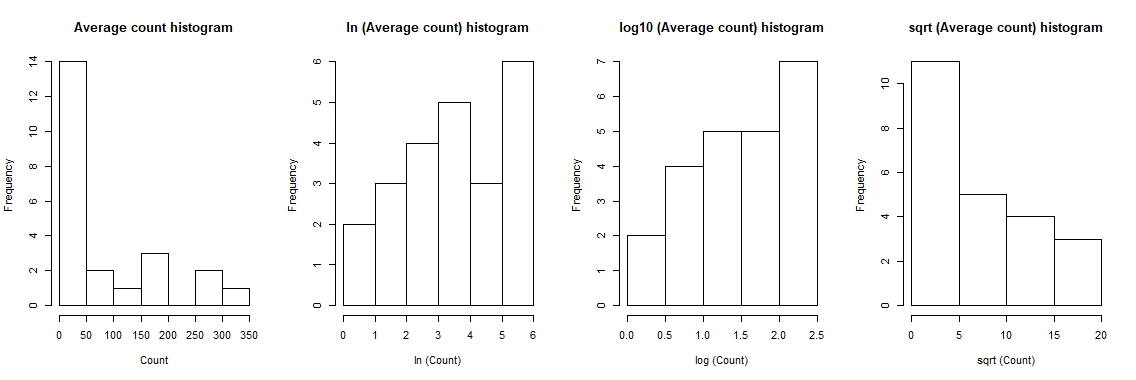 Average count histogram
Frequency
14
12
10
8
6
4
2
0
0 50 100 150 200 250 300 350
Count
ln (Average count) histogram
Frequency
6
5
4
3
2
1
0
0 1 2 3 4 5 6
ln (Count)
log10 (Average count) histogram
Frequency
7
6
5
4
3
2
1
0
0.0 0.5 1.0 1.5 2.0 2.5
log (Count)
sqrt (Average count) histogram
Frequency
10
8
6
4
2
0
0 5 10 15 20
sqrt (Count)